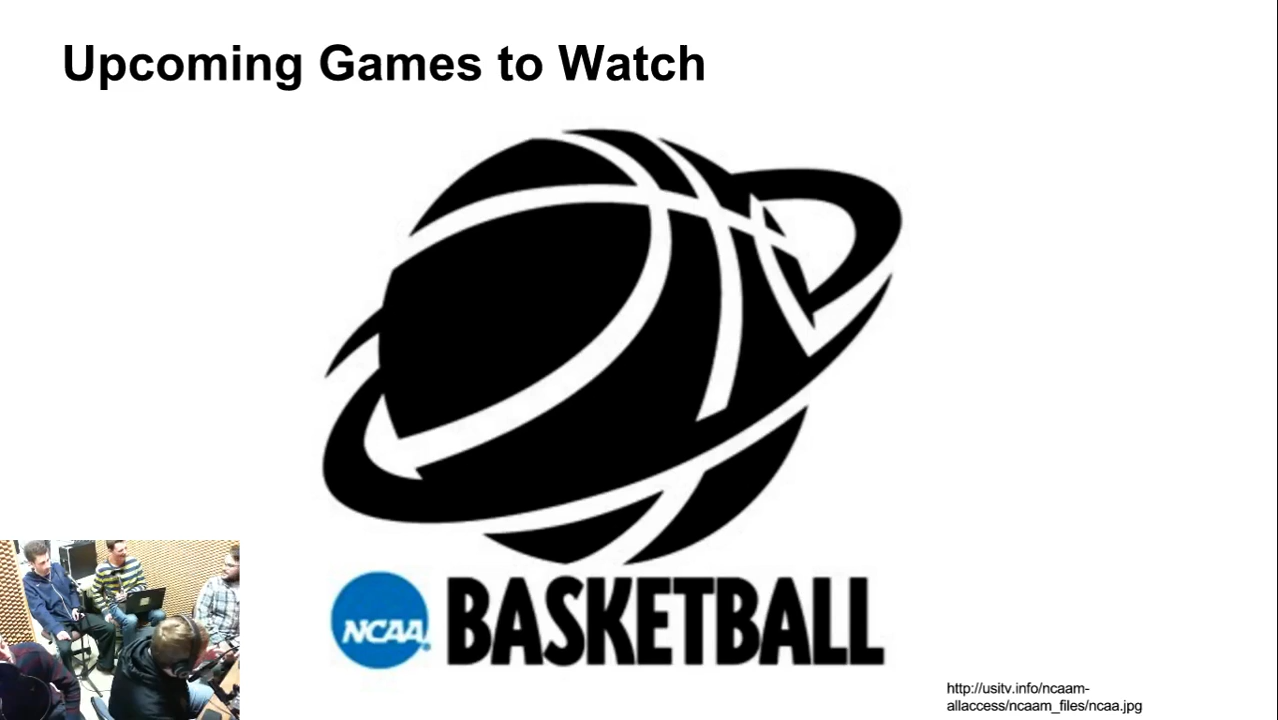 Upcoming Games to Watch
NCAA
BASKETBALL
http://usitv.info/ncaam-
allaccess/ncaam_files/ncaa.jpg